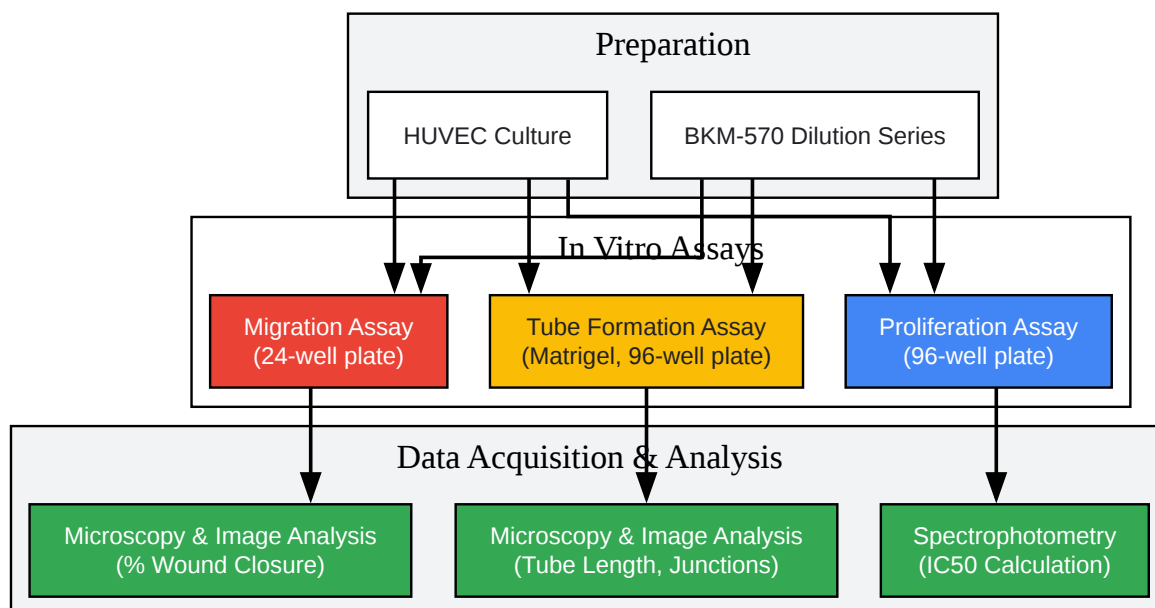 Preparation
HUVEC Culture
BKM-570 Dilution Series
In Vitro Assays
Migration Assay
(24-well plate)
Tube Formation Assay
(Matrigel, 96-well plate)
Proliferation Assay
(96-well plate)
Data Acquisition & Analysis
Microscopy & Image Analysis
(% Wound Closure)
Microscopy & Image Analysis
(Tube Length, Junctions)
Spectrophotometry
(IC50 Calculation)